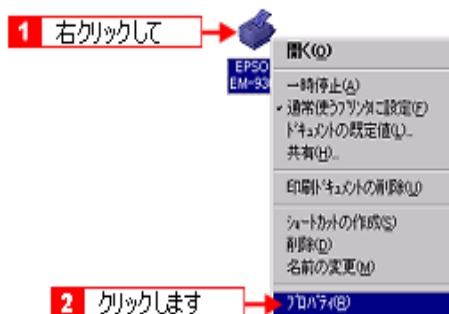 1 右クリックして
EPSO
EM-930
開く(O)
一時停止(A)
通常使うプリンタに設定(F)
ドキュメントの既定値(L)...
共有(H)...
印刷ドキュメントの削除(U)
ショートカットの作成(S)
削除(D)
名前の変更(M)
2 クリックします
プロパティ(R)